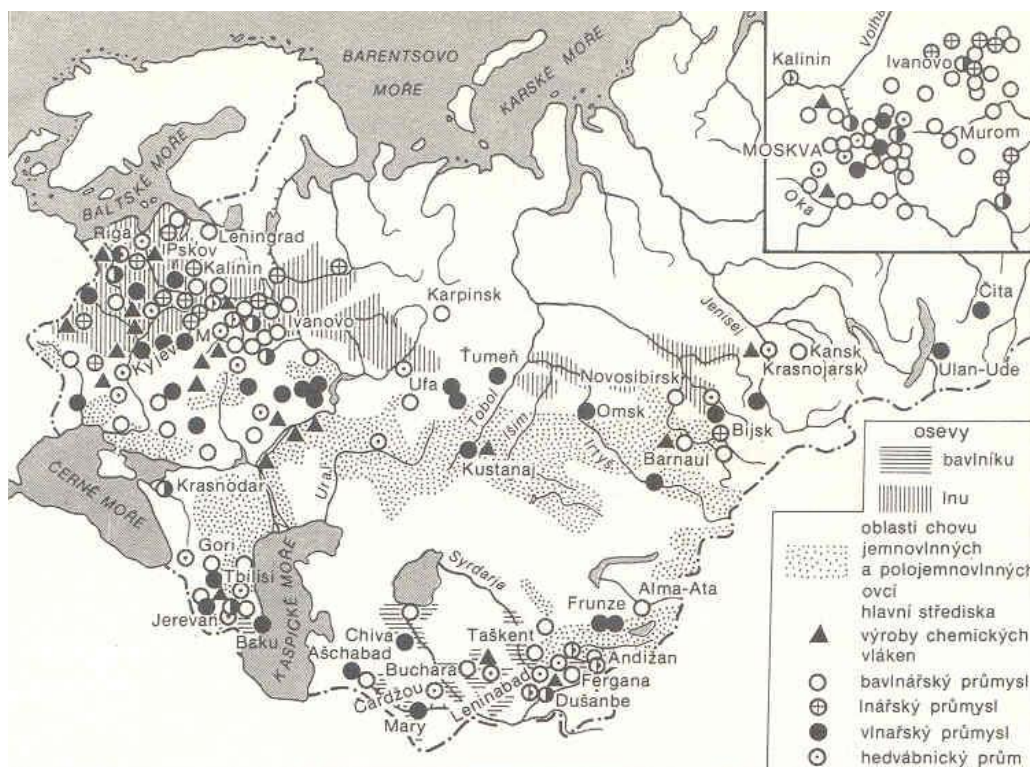 BARENTSOVO
MOŘE
KARSKÉ MOŘE
BALTSKÉ MOŘE
Riga
Pskov
Leningrad
Kalinin
Ivanovo
M.
Kyjev
Karpinsk
Ťumeň
Ufa
Tobol
Išim
Kustanaj
Ural
Omsk
Irtyš
Novosibirsk
Barnaul
Bijsk
Jenisej
Kansk
Krasnojarsk
Čita
Ulan-Ude
ČERNÉ MOŘE
Krasnodar
Gori
Tbilisi
Jerevan
Baku
KASPICKÉ MOŘE
Syrdarja
Alma-Ata
Frunze
Taškent
Chiva
Ašchabad
Buchara
Čardžou
Mary
Leninabad
Andižan
Fergana
Dušanbe
Kalinin
Volha
Ivanovo
MOSKVA
Murom
Oka
osevy
bavlníku
lnu
oblasti chovu
jemnovlnných
a polojemnovlnných
ovcí
hlavní střediska
výroby chemických
vláken
bavlnářský průmysl
lnářský průmysl
vlnařský průmysl
hedvábnický prům